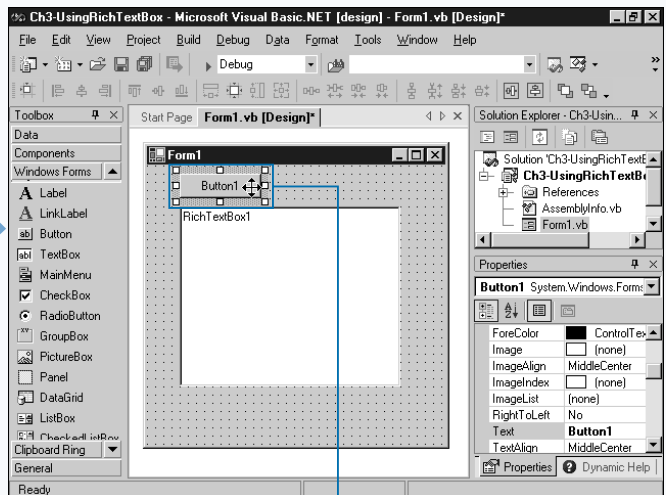 Ch3-UsingRichTextBox - Microsoft Visual Basic.NET [design] - Form1.vb [Design]*
File Edit View Project Build Debug Data Format Tools Window Help
Debug
Toolbox
Start Page Form1.vb [Design]*
Solution Explorer - Ch3-Usin...
Data
Components
Windows Forms
Label
LinkLabel
Button
TextBox
MainMenu
CheckBox
RadioButton
GroupBox
PictureBox
Panel
DataGrid
ListBox
CheckedListBox
Clipboard Ring
General
Form1
Button1
RichTextBox1
Solution 'Ch3-UsingRichTextB
Ch3-UsingRichTextB
References
AssemblyInfo.vb
Form1.vb
Properties
Button1 System.Windows.Forms
ForeColor ControlTex
Image (none)
ImageAlign MiddleCenter
ImageIndex (none)
ImageList (none)
RightToLeft No
Text Button1
TextAlign MiddleCenter
Properties Dynamic Help
Ready